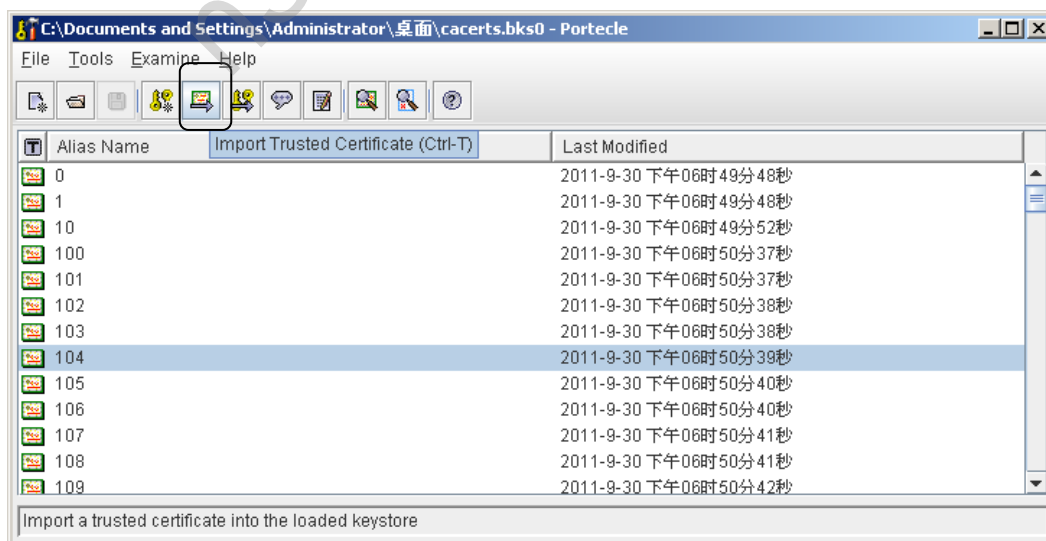 C:\Documents and Settings\Administrator\桌面\cacerts.bks0 - Portecle
File Tools Examine Help
Import Trusted Certificate (Ctrl-T)
T Alias Name Last Modified
0 2011-9-30 下午06时49分48秒
1 2011-9-30 下午06时49分48秒
10 2011-9-30 下午06时49分52秒
100 2011-9-30 下午06时50分37秒
101 2011-9-30 下午06时50分37秒
102 2011-9-30 下午06时50分38秒
103 2011-9-30 下午06时50分38秒
104 2011-9-30 下午06时50分39秒
105 2011-9-30 下午06时50分40秒
106 2011-9-30 下午06时50分40秒
107 2011-9-30 下午06时50分41秒
108 2011-9-30 下午06时50分41秒
109 2011-9-30 下午06时50分42秒
Import a trusted certificate into the loaded keystore